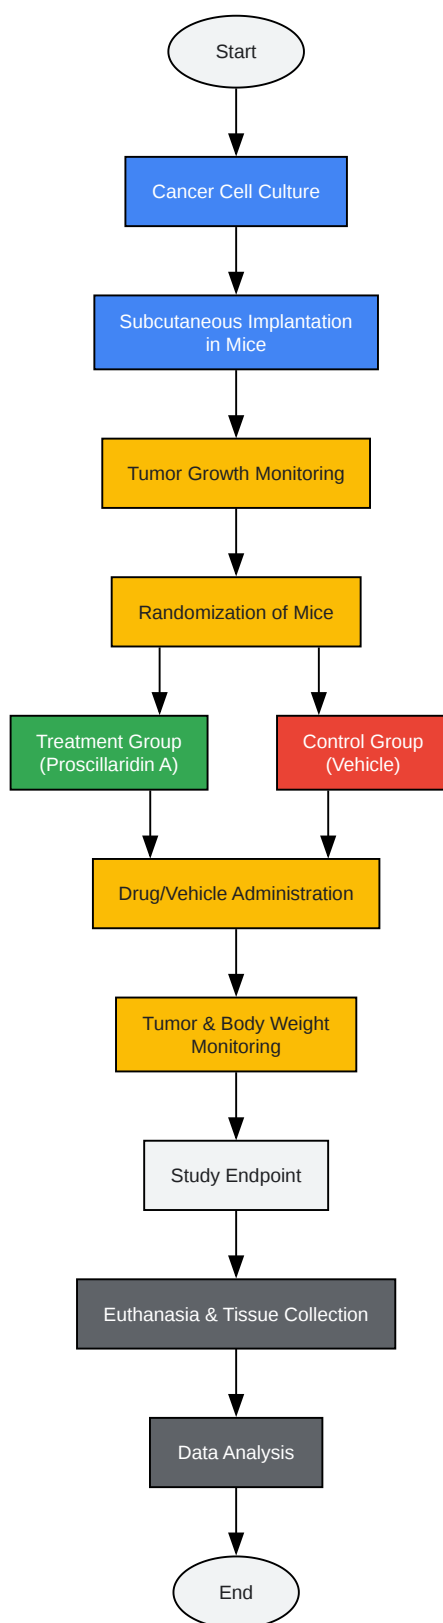 Start
Cancer Cell Culture
Subcutaneous Implantation
in Mice
Tumor Growth Monitoring
Randomization of Mice
Treatment Group
(Proscillaridin A)
Control Group
(Vehicle)
Drug/Vehicle Administration
Tumor & Body Weight
Monitoring
Study Endpoint
Euthanasia & Tissue Collection
Data Analysis
End